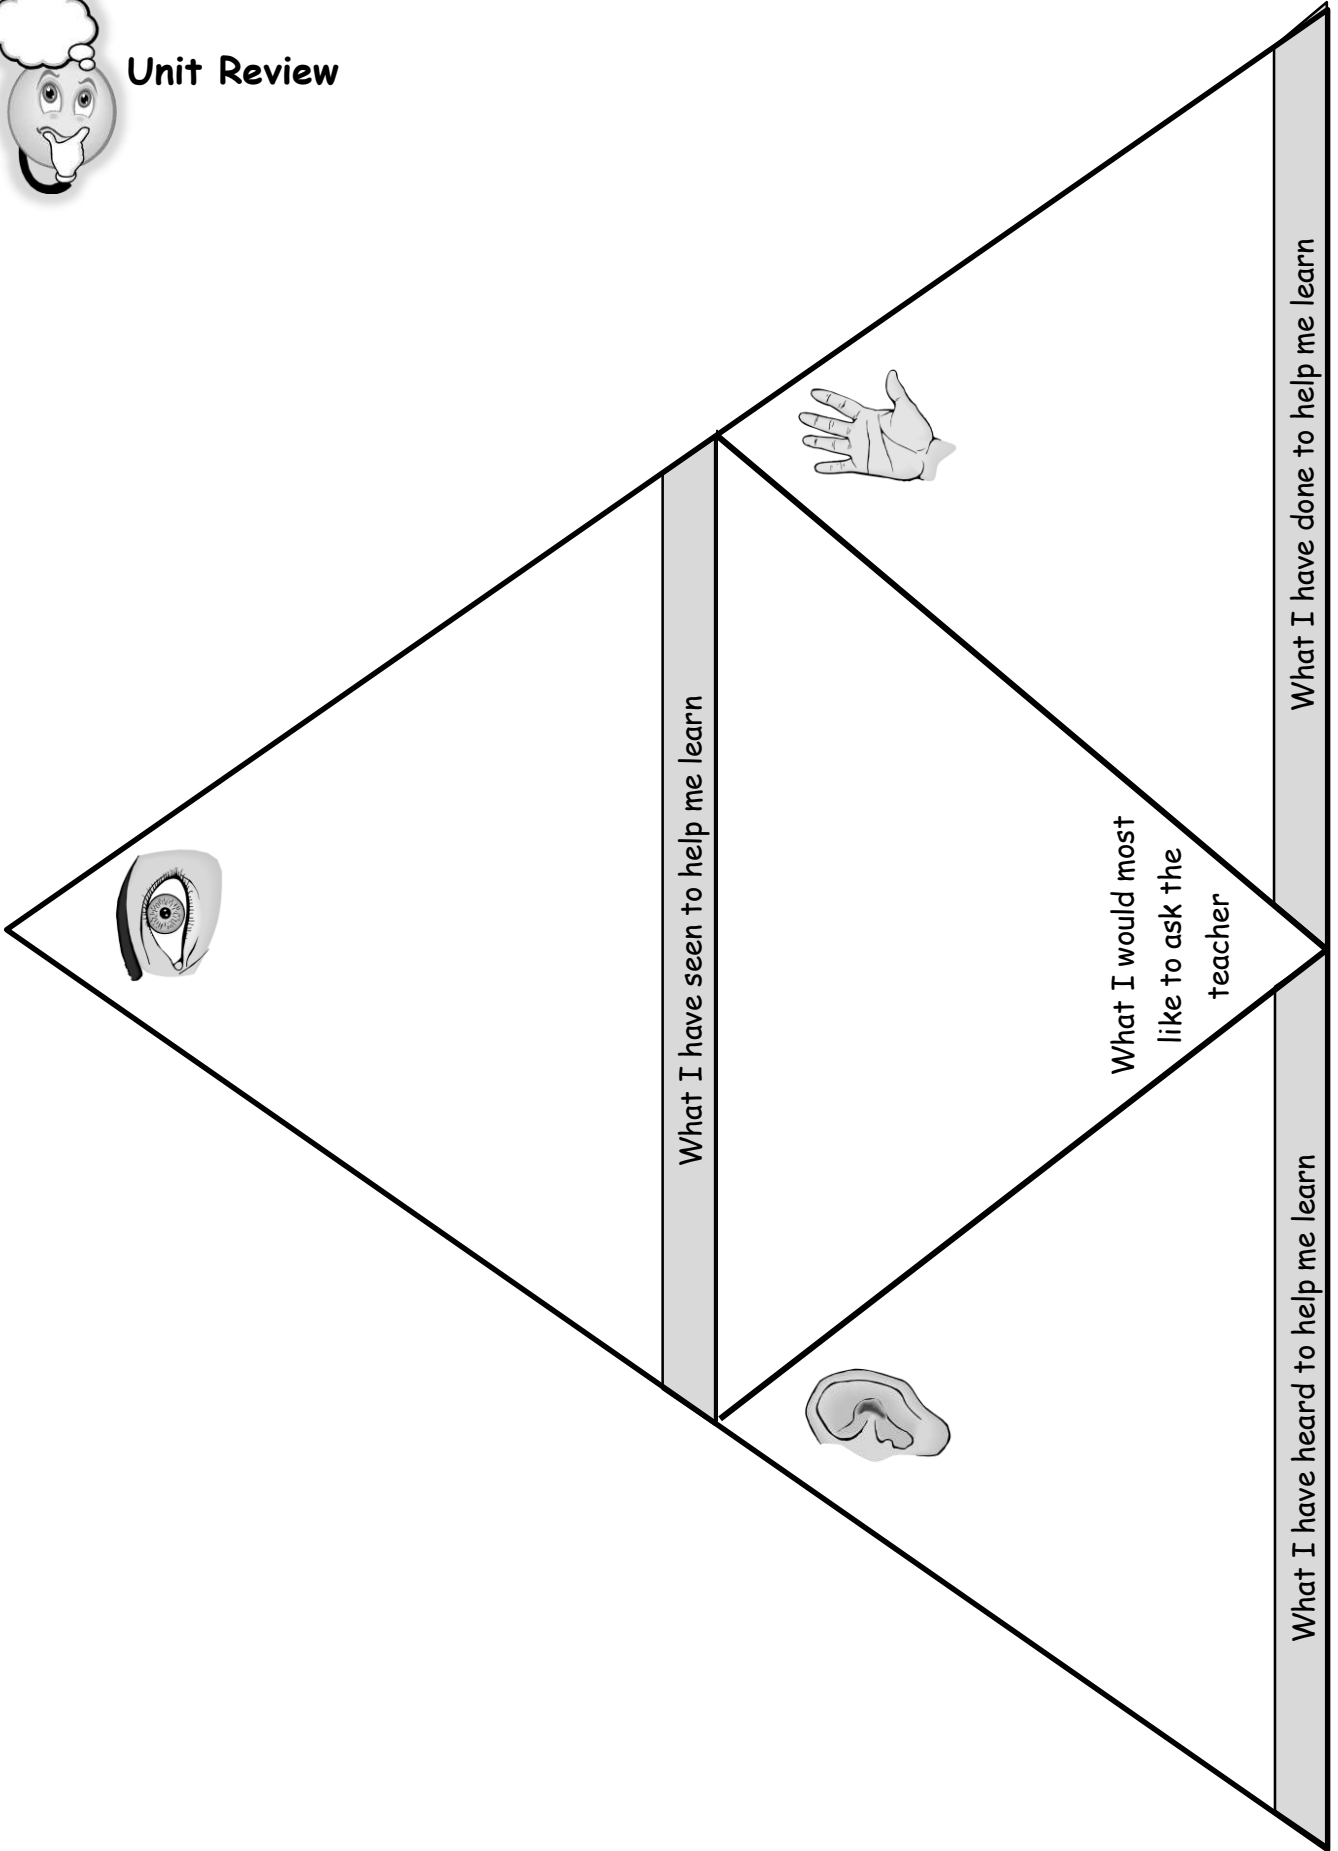 Unit Review
What I have seen to help me learn
What I would most
like to ask the
teacher
What I have done to help me learn
What I have heard to help me learn